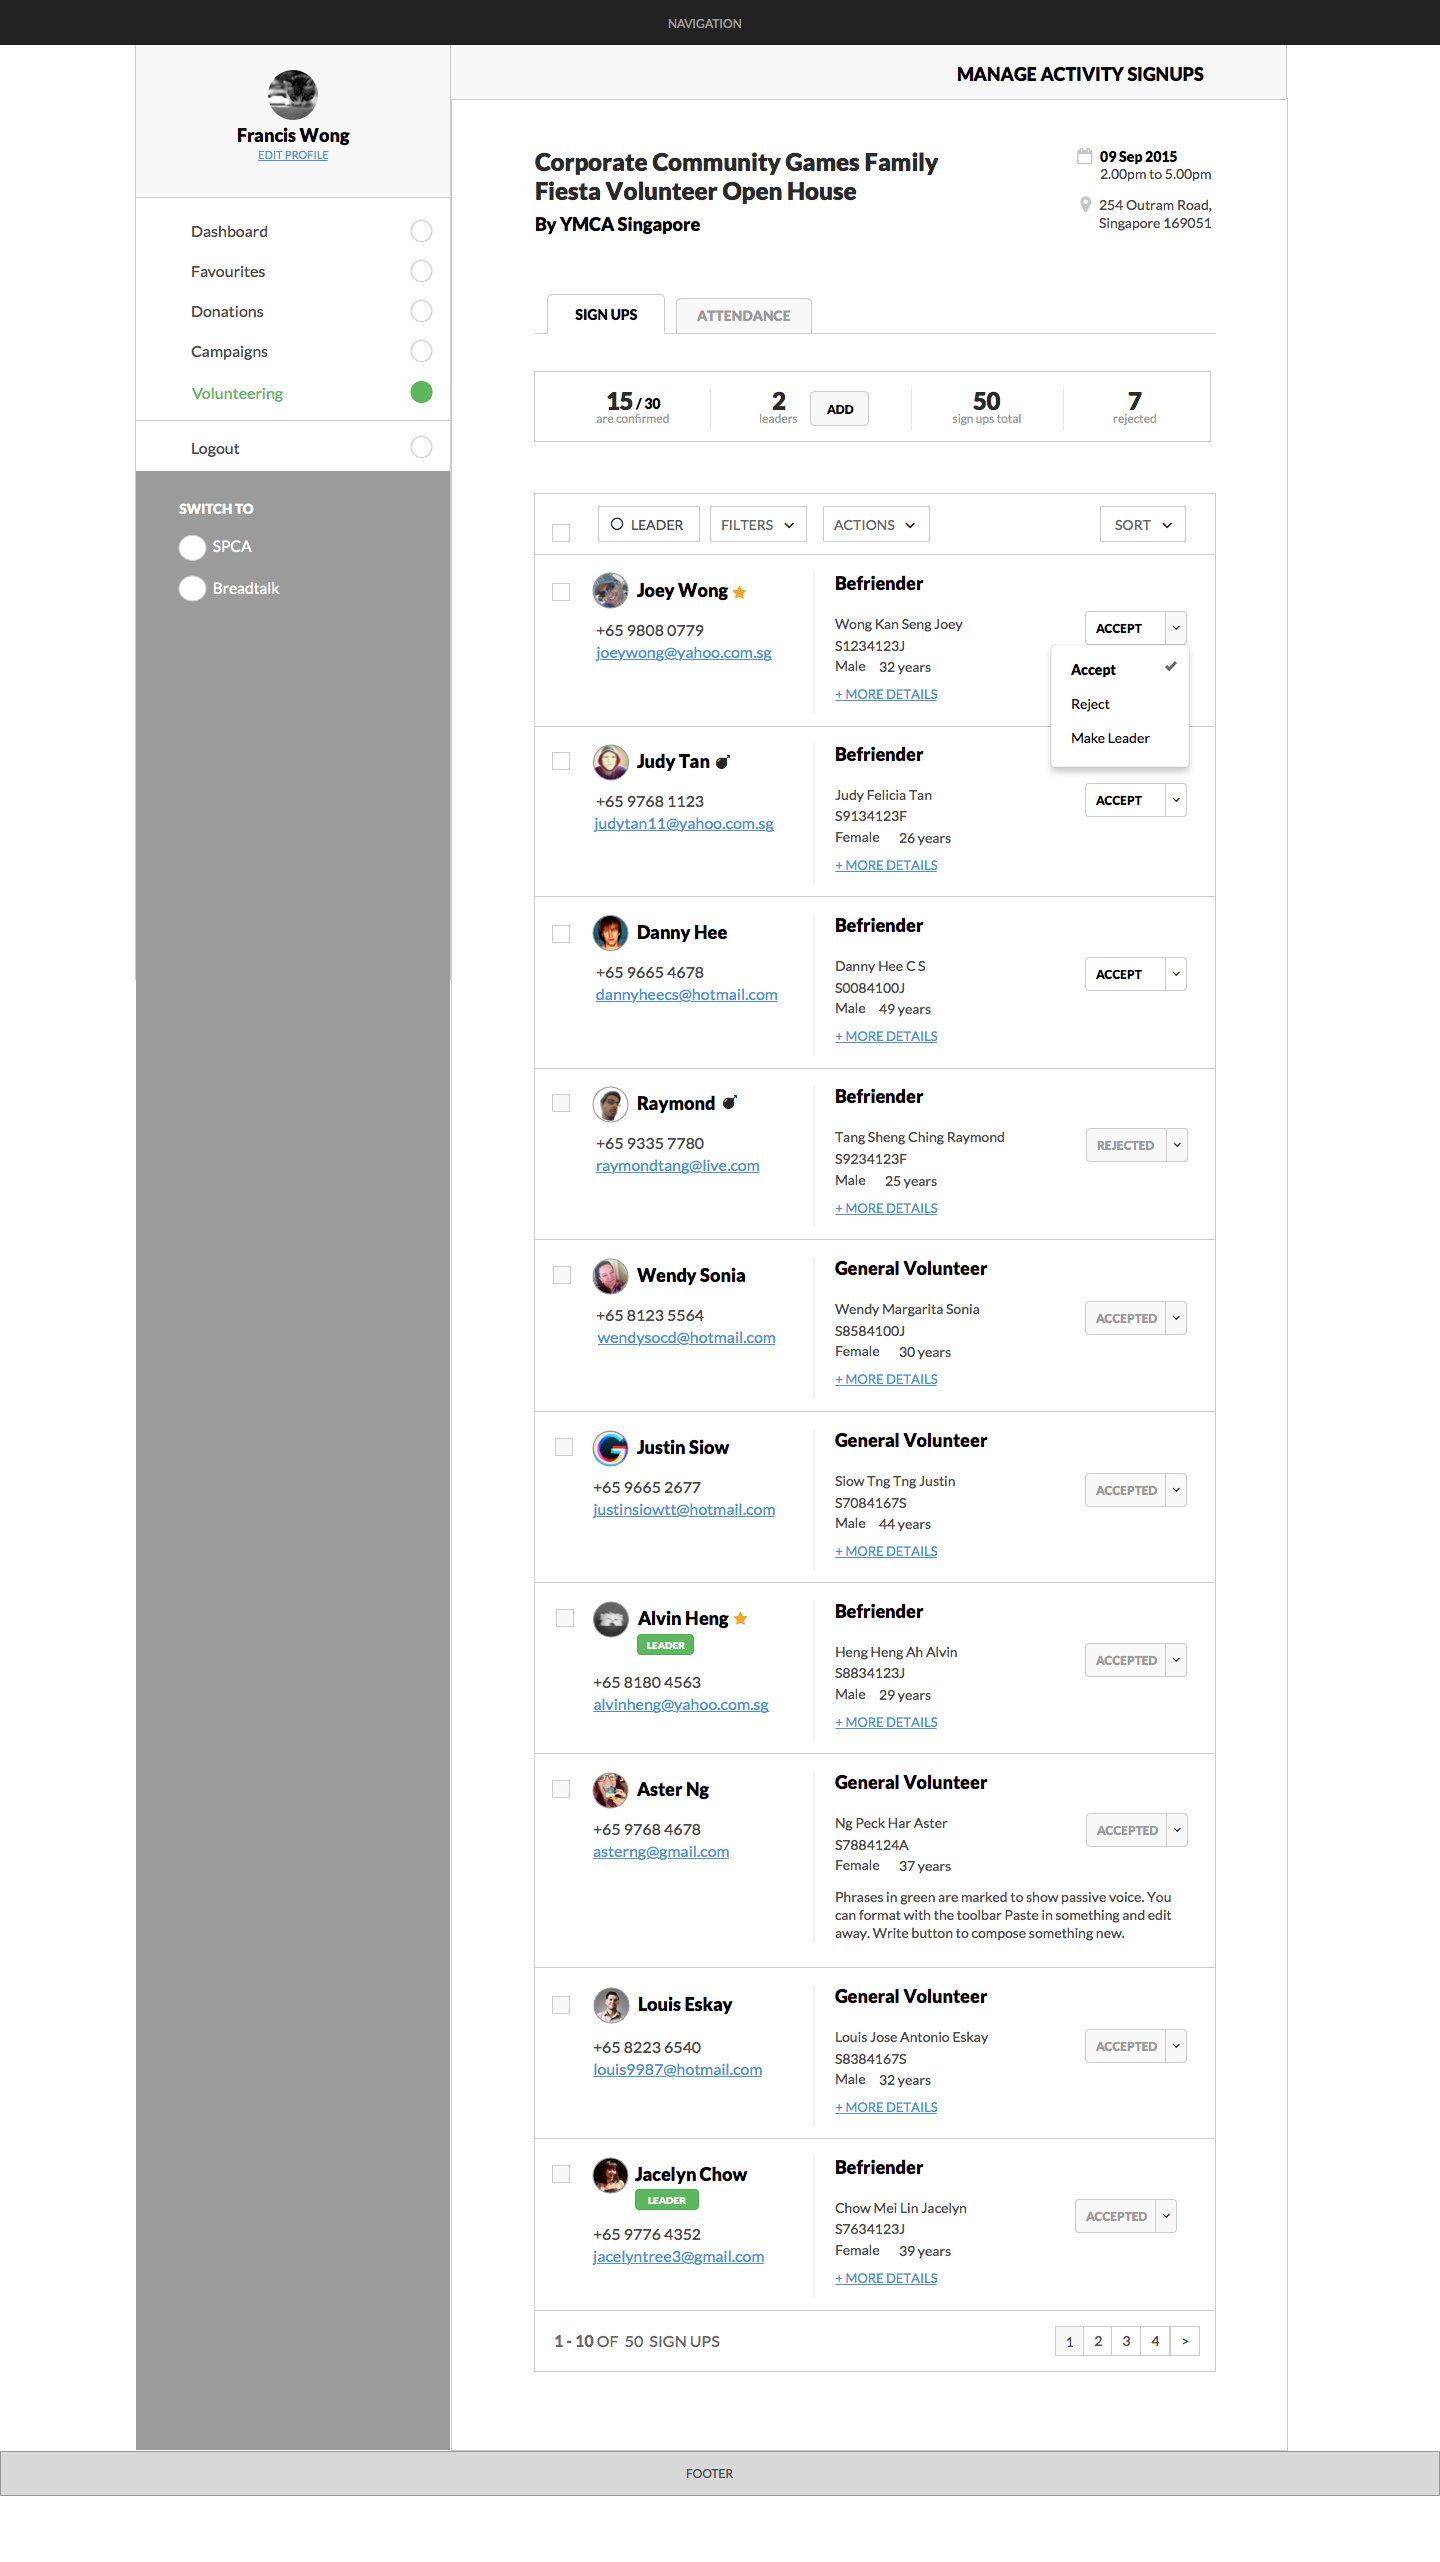 NAVIGATION
Francis Wong
EDIT PROFILE
Dashboard
Favourites
Donations
Campaigns
Volunteering
Logout
SWITCH TO
SPCA
Breadtalk
MANAGE ACTIVITY SIGNUPS
Corporate Community Games Family
Fiesta Volunteer Open House
By YMCA Singapore
09 Sep 2015
2.00pm to 5.00pm
254 Outram Road,
Singapore 169051
SIGN UPS
ATTENDANCE
15 / 30
are confirmed
2
leaders
ADD
50
sign ups total
7
rejected
LEADER
FILTERS
ACTIONS
SORT
Joey Wong
+65 9808 0779
joeywong@yahoo.com.sg
Befriender
Wong Kan Seng Joey
S1234123J
Male 32 years
+ MORE DETAILS
ACCEPT
Accept
Reject
Make Leader
Judy Tan
+65 9768 1123
judytan11@yahoo.com.sg
Befriender
Judy Felicia Tan
S9134123F
Female 26 years
+ MORE DETAILS
ACCEPT
Danny Hee
+65 9665 4678
dannyheecs@hotmail.com
Befriender
Danny Hee C S
S0084100J
Male 49 years
+ MORE DETAILS
ACCEPT
Raymond
+65 9335 7780
raymondtang@live.com
Befriender
Tang Sheng Ching Raymond
S9234123F
Male 25 years
+ MORE DETAILS
REJECTED
Wendy Sonia
+65 8123 5564
wendysocd@hotmail.com
General Volunteer
Wendy Margarita Sonia
S8584100J
Female 30 years
+ MORE DETAILS
ACCEPTED
Justin Siow
+65 9665 2677
justinsiowtt@hotmail.com
General Volunteer
Siow Tng Tng Justin
S7084167S
Male 44 years
+ MORE DETAILS
ACCEPTED
Alvin Heng
LEADER
+65 8180 4563
alvinheng@yahoo.com.sg
Befriender
Heng Heng Ah Alvin
S8834123J
Male 29 years
+ MORE DETAILS
ACCEPTED
Aster Ng
+65 9768 4678
asterng@gmail.com
General Volunteer
Ng Peck Har Aster
S7884124A
Female 37 years
Phrases in green are marked to show passive voice. You
can format with the toolbar Paste in something and edit
away. Write button to compose something new.
ACCEPTED
Louis Eskay
+65 8223 6540
louis9987@hotmail.com
General Volunteer
Louis Jose Antonio Eskay
S8384167S
Male 32 years
+ MORE DETAILS
ACCEPTED
Jacelyn Chow
LEADER
+65 9776 4352
jacelyntree3@gmail.com
Befriender
Chow Mei Lin Jacelyn
S7634123J
Female 39 years
+ MORE DETAILS
ACCEPTED
1 - 10 OF 50 SIGN UPS
1 2 3 4 >
FOOTER